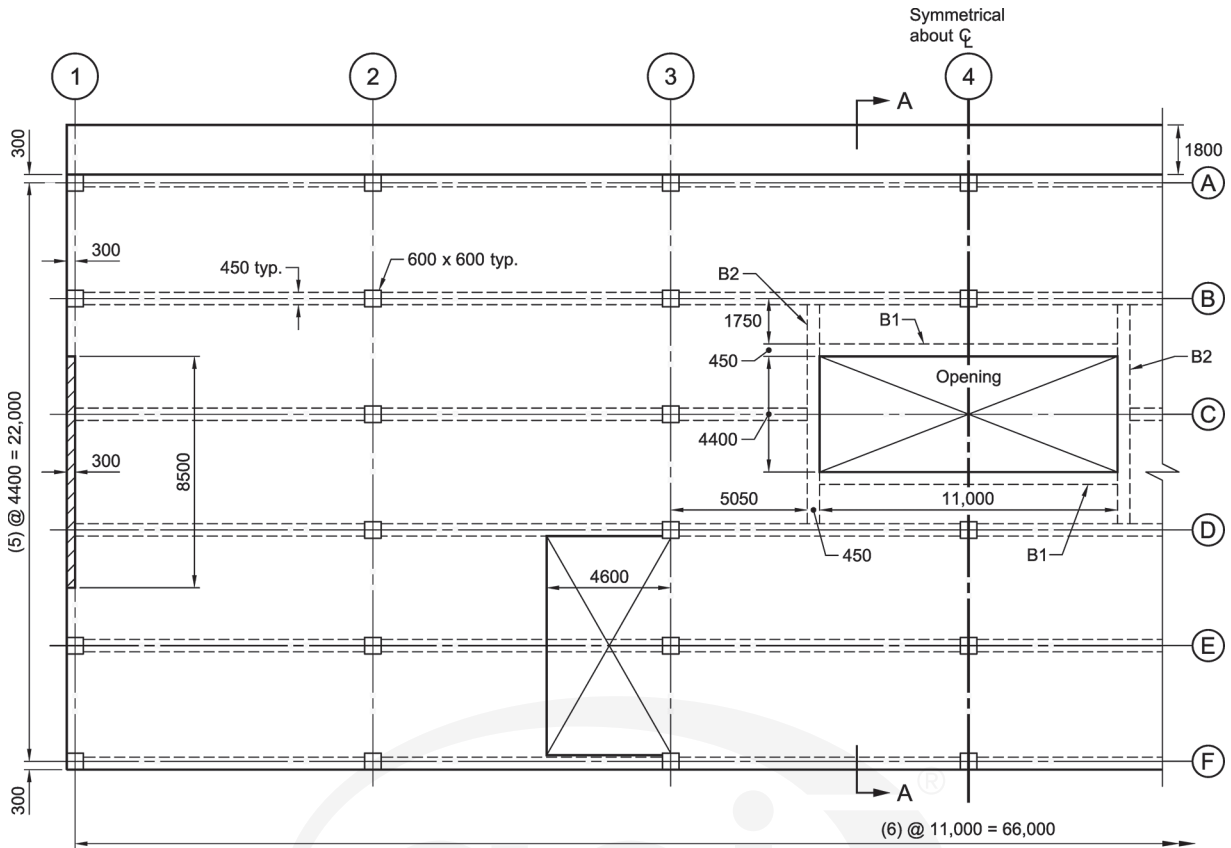 Symmetrical
about ℄
1
2
3
4
A
300
1800
A
300
450 typ.
600 x 600 typ.
B2
B
1750
B1
450
B2
Opening
C
4400
(5) @ 4400 = 22,000
300
8500
5050
11,000
D
450
B1
4600
E
F
300
A
®
(6) @ 11,000 = 66,000